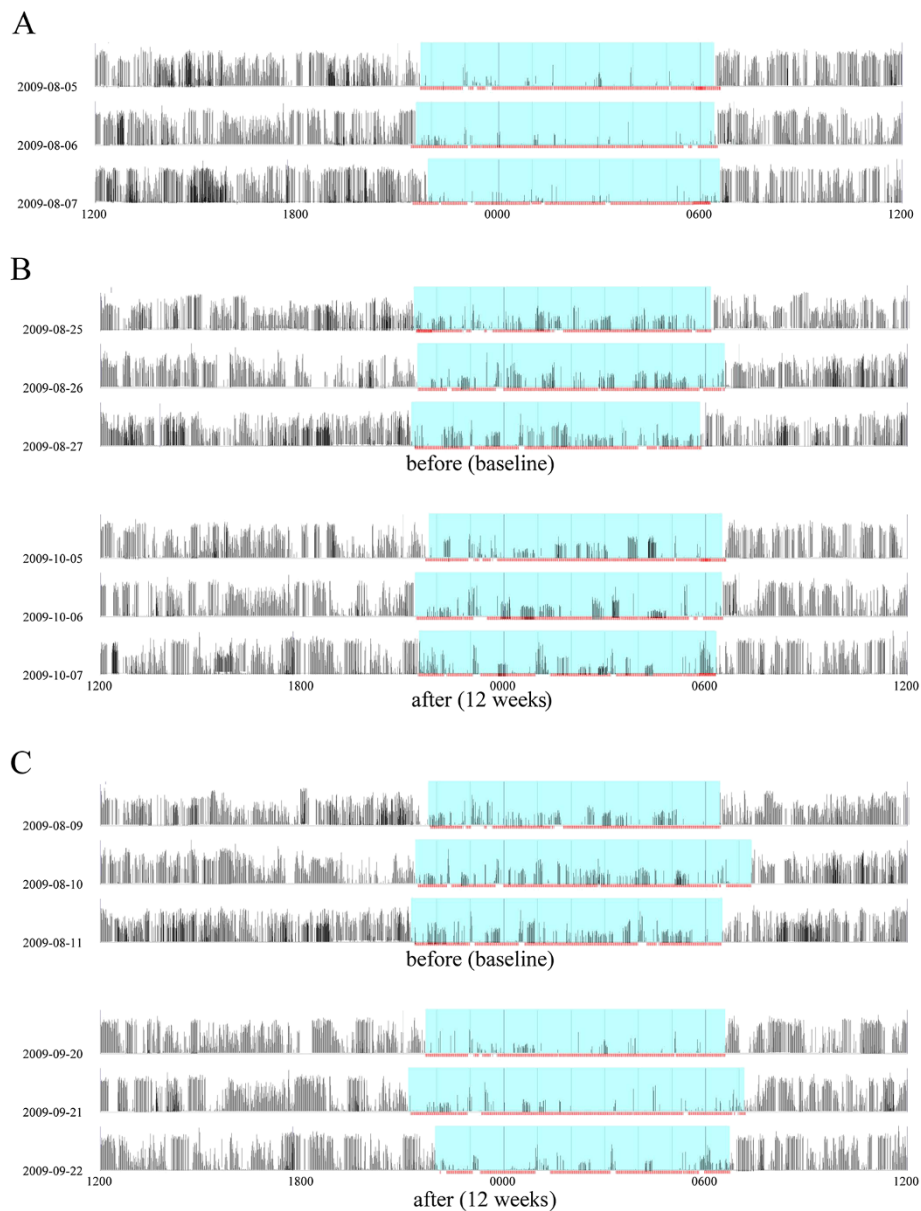 A
2009-08-05
2009-08-06
2009-08-07
1200 1800 0000 0600 1200
B
2009-08-25
2009-08-26
2009-08-27
before (baseline)
2009-10-05
2009-10-06
2009-10-07
1200 1800 0000 0600 1200
after (12 weeks)
C
2009-08-09
2009-08-10
2009-08-11
before (baseline)
2009-09-20
2009-09-21
2009-09-22
1200 1800 0000 0600 1200
after (12 weeks)